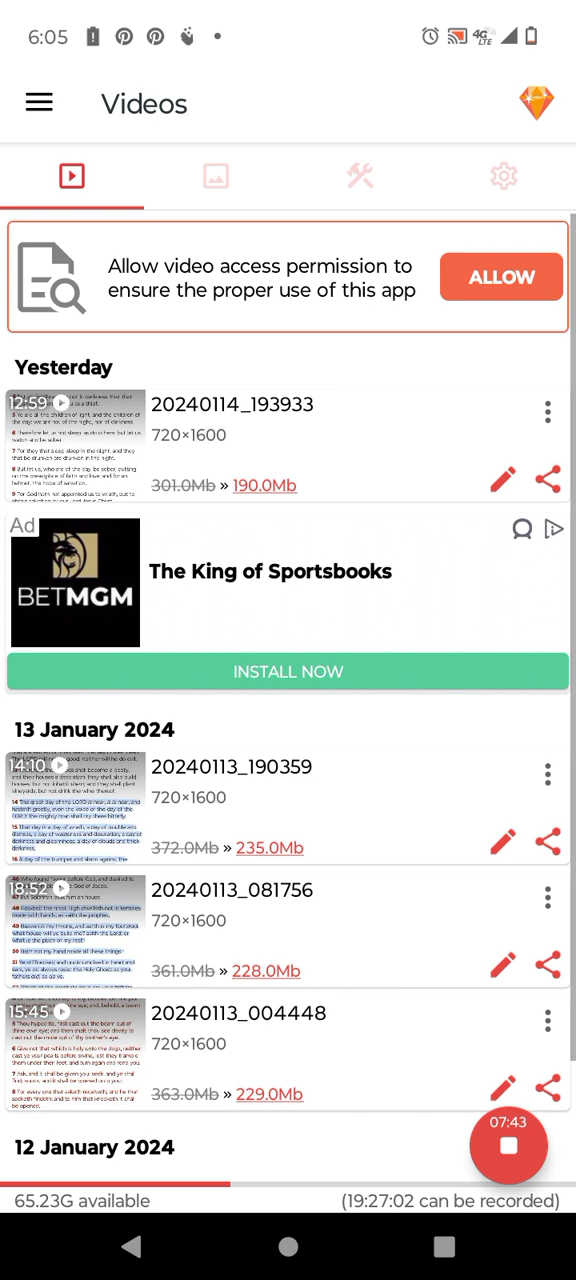 6:05
4G
LTE
Videos
Allow video access permission to
ensure the proper use of this app
ALLOW
Yesterday
12:59
20240114_193933
720×1600
301.0Mb » 190.0Mb
Ad
BETMGM
The King of Sportsbooks
INSTALL NOW
13 January 2024
14:10
20240113_190359
720×1600
372.0Mb » 235.0Mb
18:52
20240113_081756
720×1600
361.0Mb » 228.0Mb
15:45
20240113_004448
720×1600
363.0Mb » 229.0Mb
07:43
12 January 2024
65.23G available
(19:27:02 can be recorded)